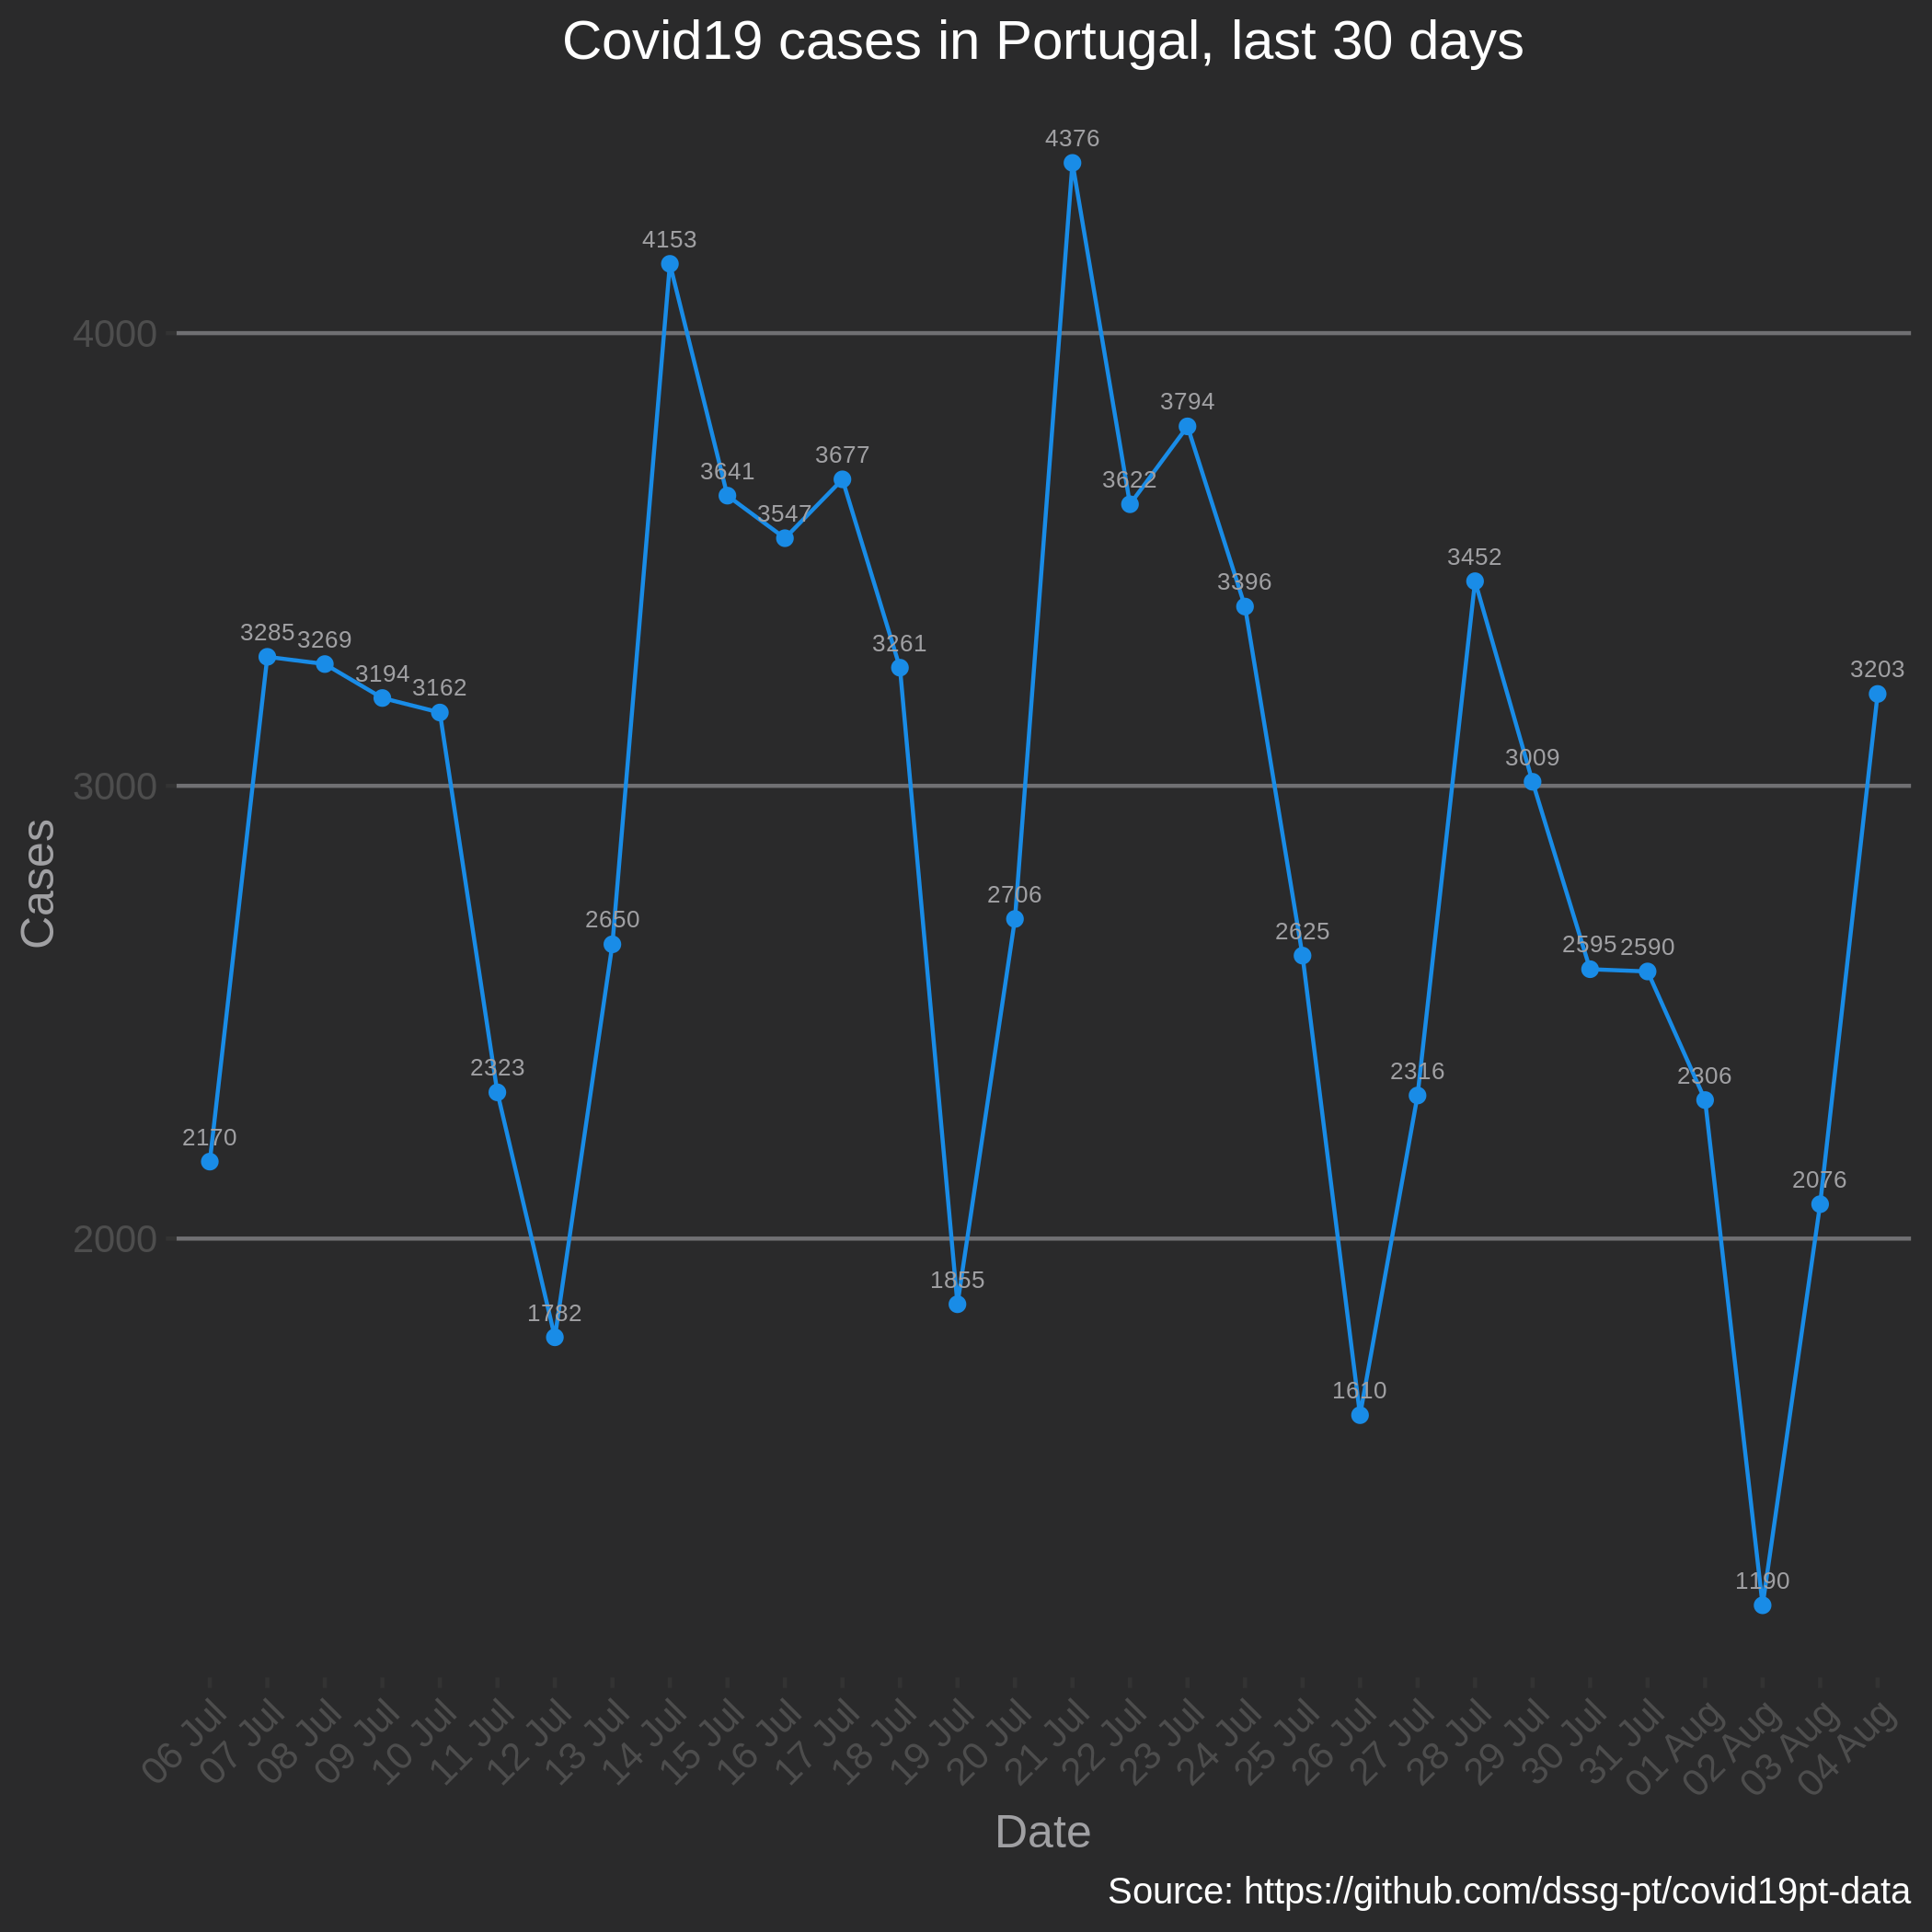 Covid19 cases in Portugal, last 30 days
4376
4153
4000
3794
3677
3641
3622
3547
3452
3396
3285 3269
3261
3203
3194
3162
3009
3000
Cases
2706
2650
2625
2595 2590
2323
2316
2306
2170
2076
2000
1855
1782
1610
1190
06 Jul
07 Jul
08 Jul
09 Jul
10 Jul
11 Jul
12 Jul
13 Jul
14 Jul
15 Jul
16 Jul
17 Jul
18 Jul
19 Jul
20 Jul
21 Jul
22 Jul
23 Jul
24 Jul
25 Jul
26 Jul
27 Jul
28 Jul
29 Jul
30 Jul
31 Jul
01 Aug
02 Aug
03 Aug
04 Aug
Date
Source: https://github.com/dssg-pt/covid19pt-data